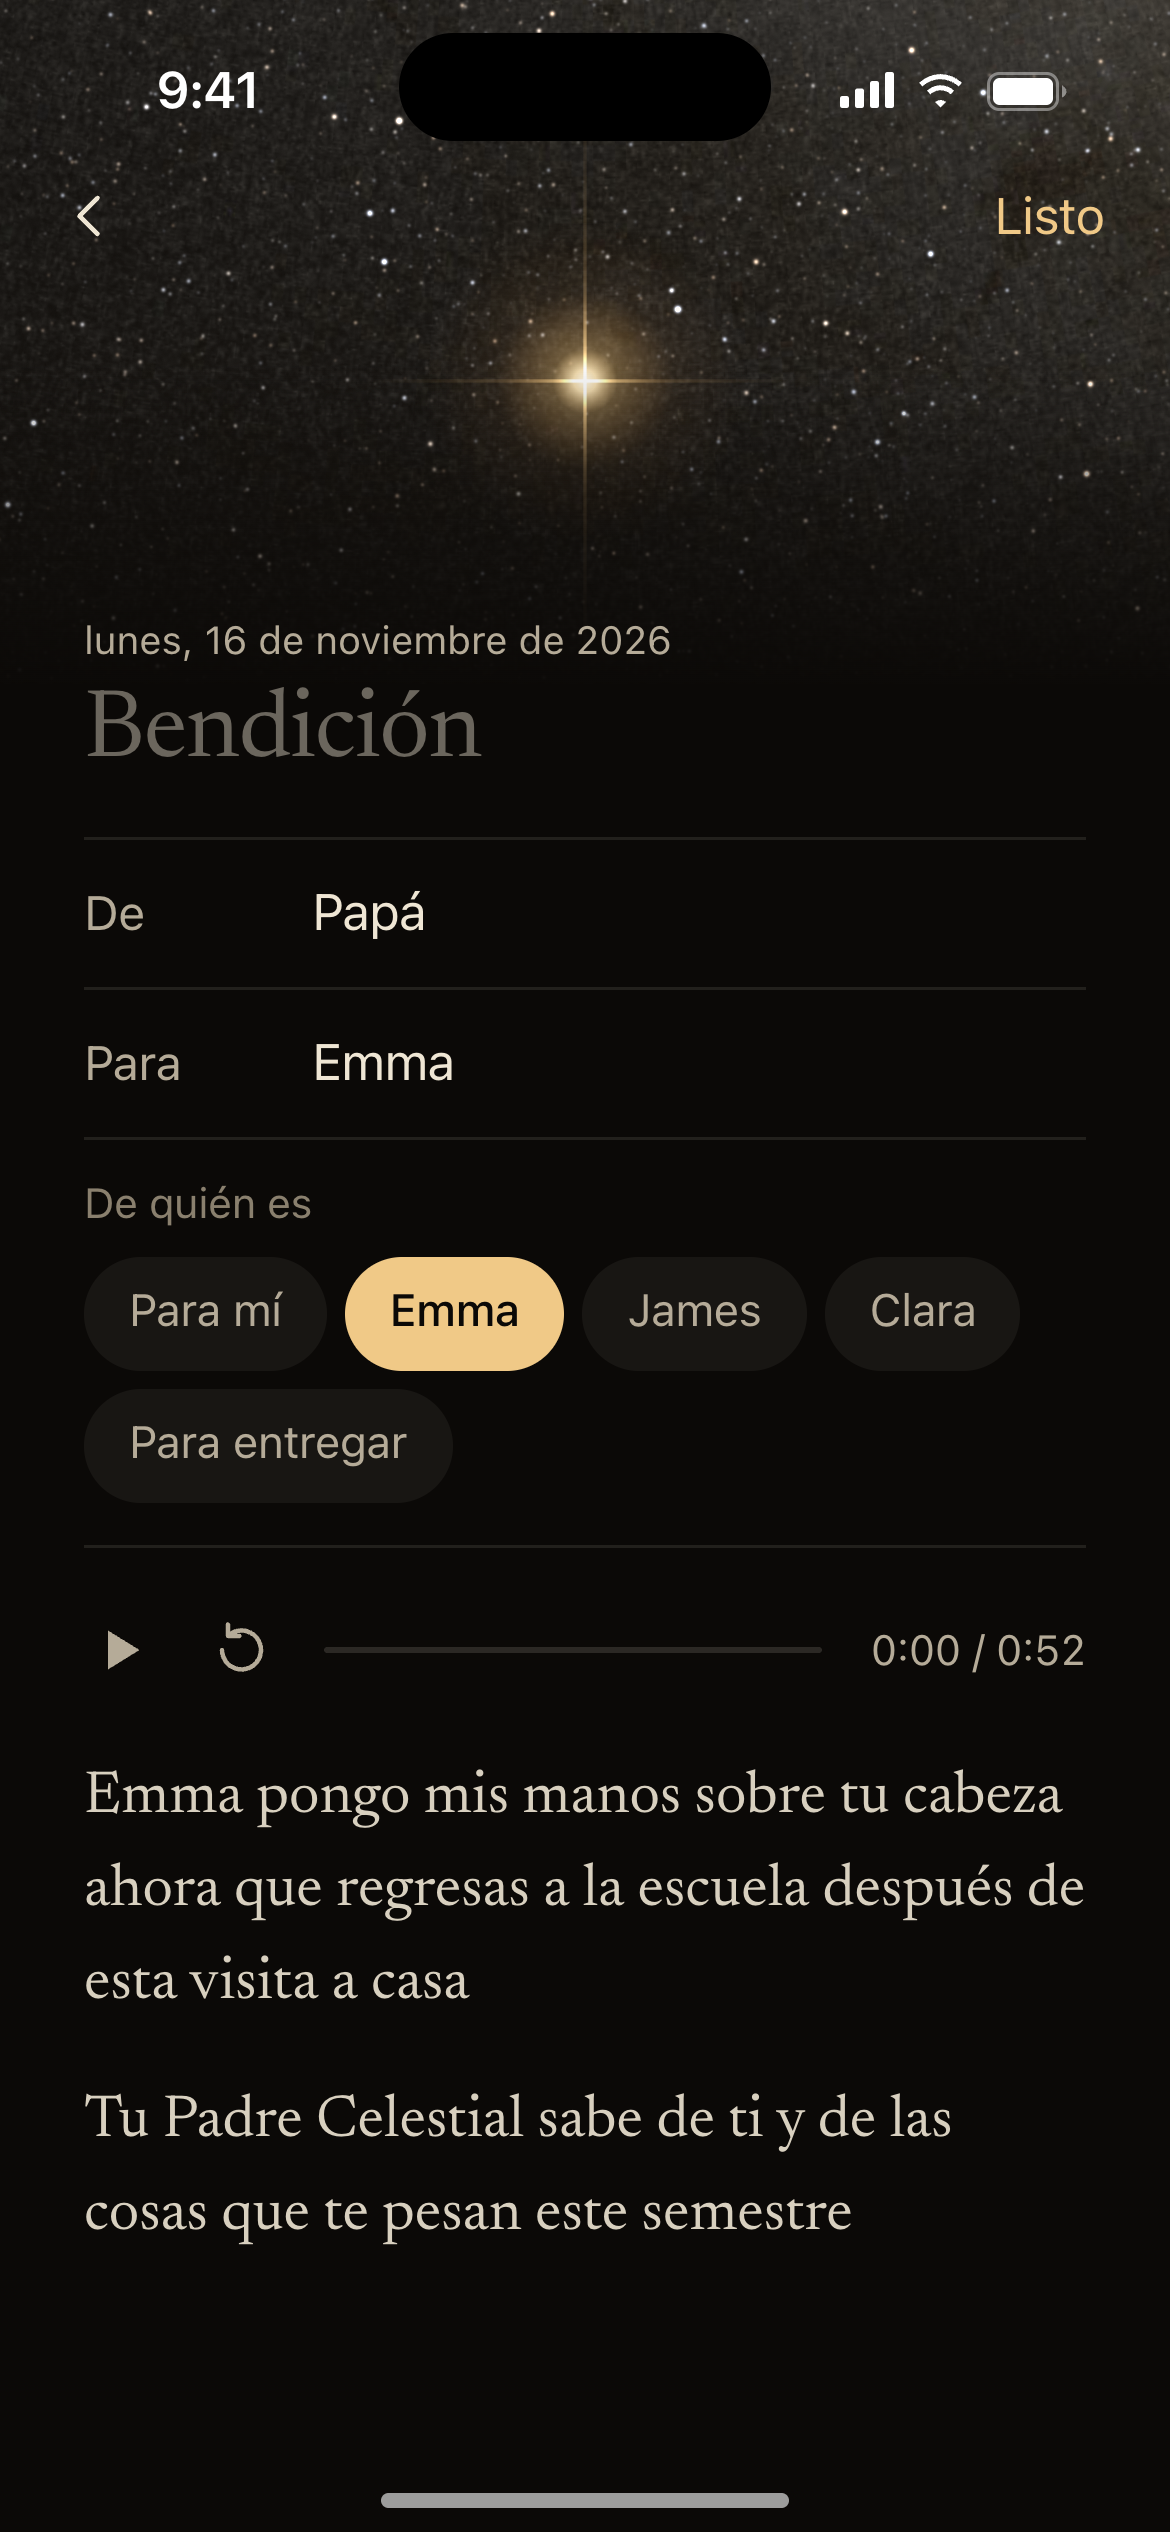 9:41
Listo
lunes, 16 de noviembre de 2026
Bendición
De Papá
Para Emma
De quién es
Para mí Emma James Clara
Para entregar
0:00 / 0:52
Emma pongo mis manos sobre tu cabeza
ahora que regresas a la escuela después de
esta visita a casa
Tu Padre Celestial sabe de ti y de las
cosas que te pesan este semestre